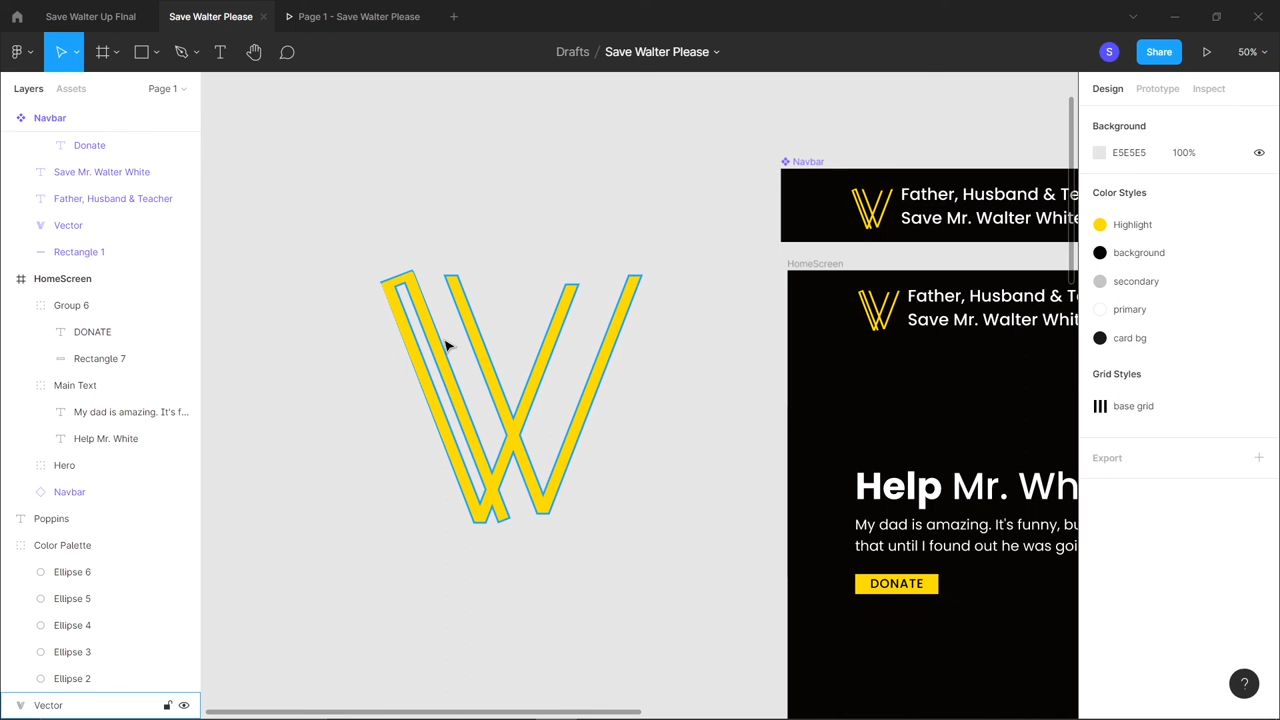 Save Walter Up FInal
Save Walter Please
Page 1 - Save Walter Please
Drafts / Save Walter Please
S
Share
50%
Layers
Assets
Page 1
Navbar
Donate
Save Mr. Walter White
Father, Husband & Teacher
Vector
Rectangle 1
HomeScreen
Group 6
DONATE
Rectangle 7
Main Text
My dad is amazing. It's f...
Help Mr. White
Hero
Navbar
Poppins
Color Palette
Ellipse 6
Ellipse 5
Ellipse 4
Ellipse 3
Ellipse 2
Vector
Navbar
Father, Husband & Te
Save Mr. Walter White
HomeScreen
Father, Husband & T
Save Mr. Walter Whit
Help Mr. Wh
My dad is amazing. It's funny, bu
that until I found out he was goi
DONATE
Design
Prototype
Inspect
Background
E5E5E5
100%
Color Styles
Highlight
background
secondary
primary
card bg
Grid Styles
base grid
Export
?